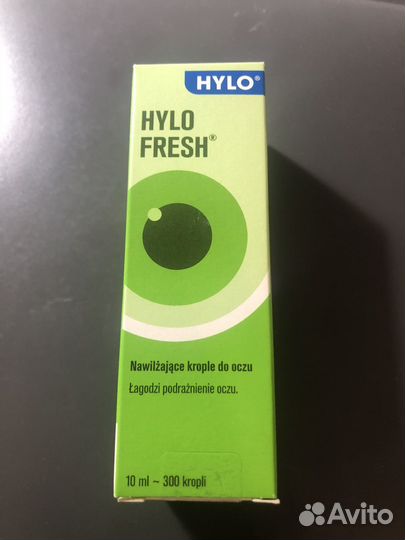 HYLO®
HYLO
FRESH®
Nawilżające krople do oczu
Łagodzi podrażnienie oczu.
10 ml ~ 300 kropli
Avito